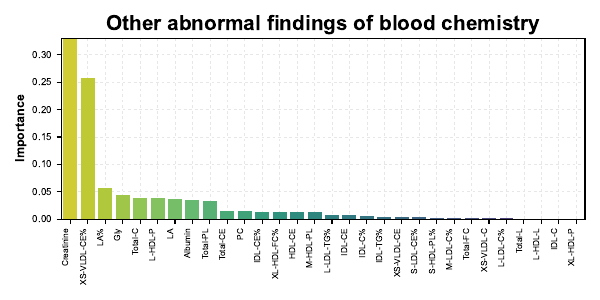 Other abnormal findings of blood chemistry
Importance
0.30
0.25
0.20
0.15
0.10
0.05
0.00
Creatinine
XS-VLDL-CE%
LA%
Gly
Total-C
L-HDL-P
LA
Albumin
Total-PL
Total-CE
PC
IDL-CE%
XL-HDL-FC%
HDL-CE
M-HDL-PL
L-LDL-TG%
IDL-CE
IDL-C%
IDL-TG%
XS-VLDL-CE
S-LDL-CE%
S-HDL-PL%
M-LDL-C%
Total-FC
XS-VLDL-C
L-LDL-C%
Total-L
L-HDL-L
IDL-C
XL-HDL-P